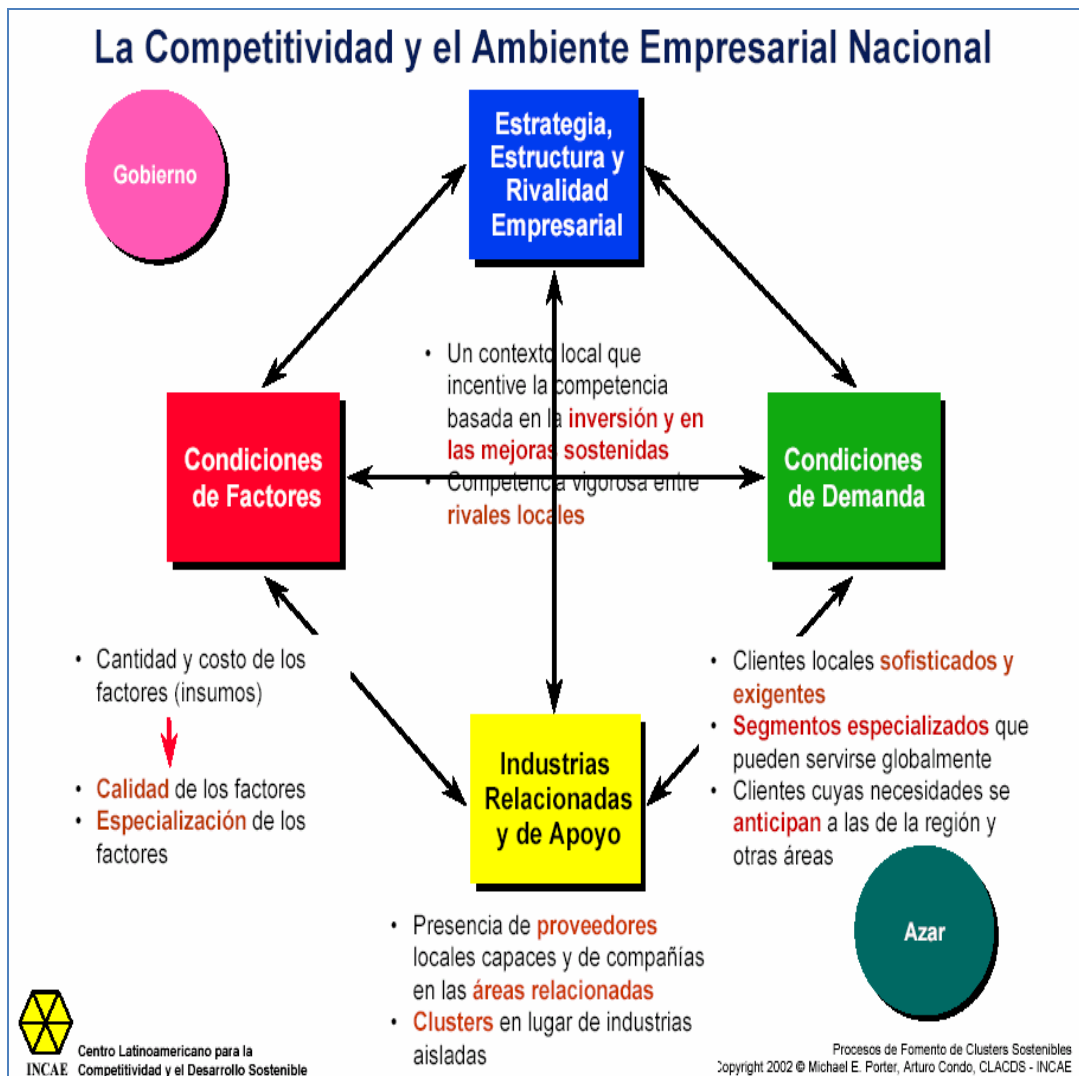 La Competitividad y el Ambiente Empresarial Nacional
Gobierno
Estrategia,
Estructura y
Rivalidad
Empresarial
• Un contexto local que
incentive la competencia
basada en la inversión y en
las mejoras sostenidas
• Competencia vigorosa entre
rivales locales
Condiciones
de Factores
Condiciones
de Demanda
• Cantidad y costo de los
factores (insumos)
• Calidad de los factores
• Especialización de los
factores
Industrias
Relacionadas
y de Apoyo
• Clientes locales sofisticados y
exigentes
• Segmentos especializados que
pueden servirse globalmente
• Clientes cuyas necesidades se
anticipan a las de la región y
otras áreas
• Presencia de proveedores
locales capaces y de compañías
en las áreas relacionadas
• Clusters en lugar de industrias
aisladas
Azar
INCAE
Centro Latinoamericano para la
Competitividad y el Desarrollo Sostenible
Procesos de Fomento de Clusters Sostenibles
Copyright 2002 © Michael E. Porter, Arturo Condo, CLACDS - INCAE